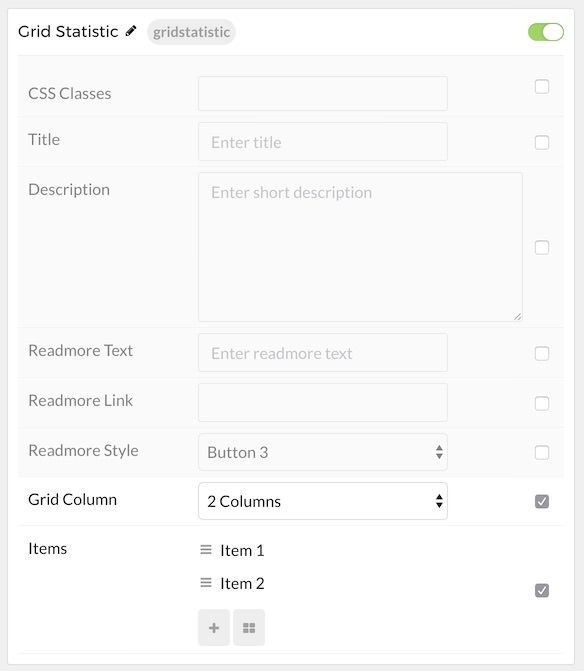 Grid Statistic gridstatistic
CSS Classes
Title Enter title
Description Enter short description
Readmore Text Enter readmore text
Readmore Link
Readmore Style Button 3
Grid Column 2 Columns
Items Item 1
Item 2